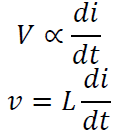 V ∝ di/dt
v = L di/dt